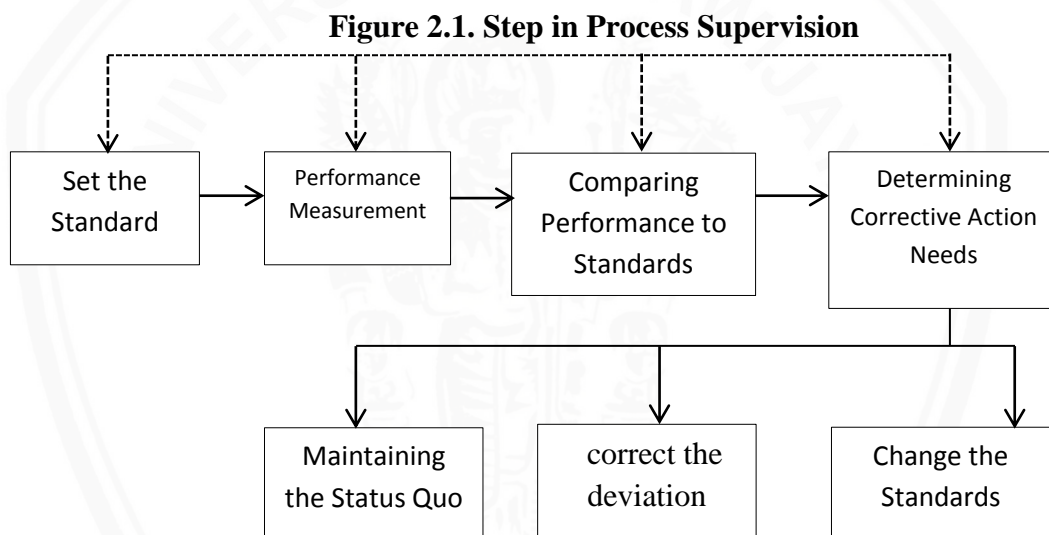 Figure 2.1. Step in Process Supervision
Set the
Standard
Performance
Measurement
Comparing
Performance to
Standards
Determining
Corrective Action
Needs
Maintaining
the Status Quo
correct the
deviation
Change the
Standards